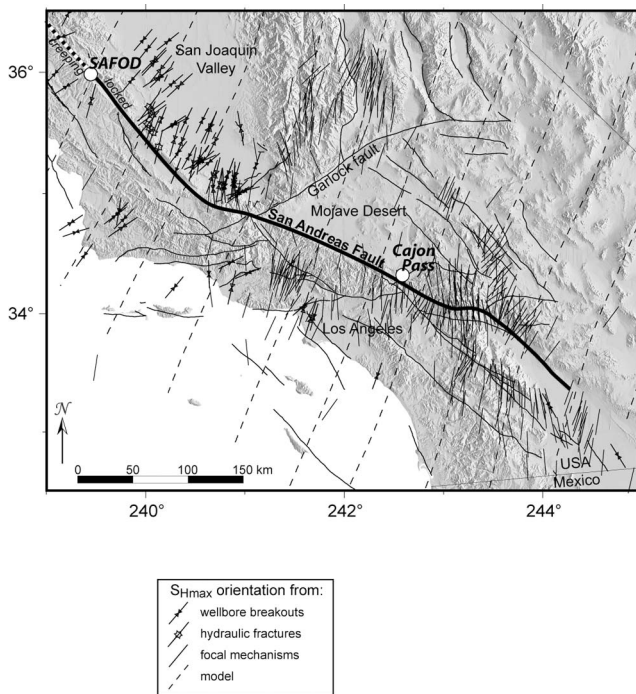 36°
34°
SAFOD
creeping
locked
San Joaquin
Valley
Garlock fault
Mojave Desert
San Andreas Fault
Cajon
Pass
Los Angeles
N
0 50 100 150 km
USA
Mexico
240° 242° 244°
SHmax orientation from:
wellbore breakouts
hydraulic fractures
focal mechanisms
model